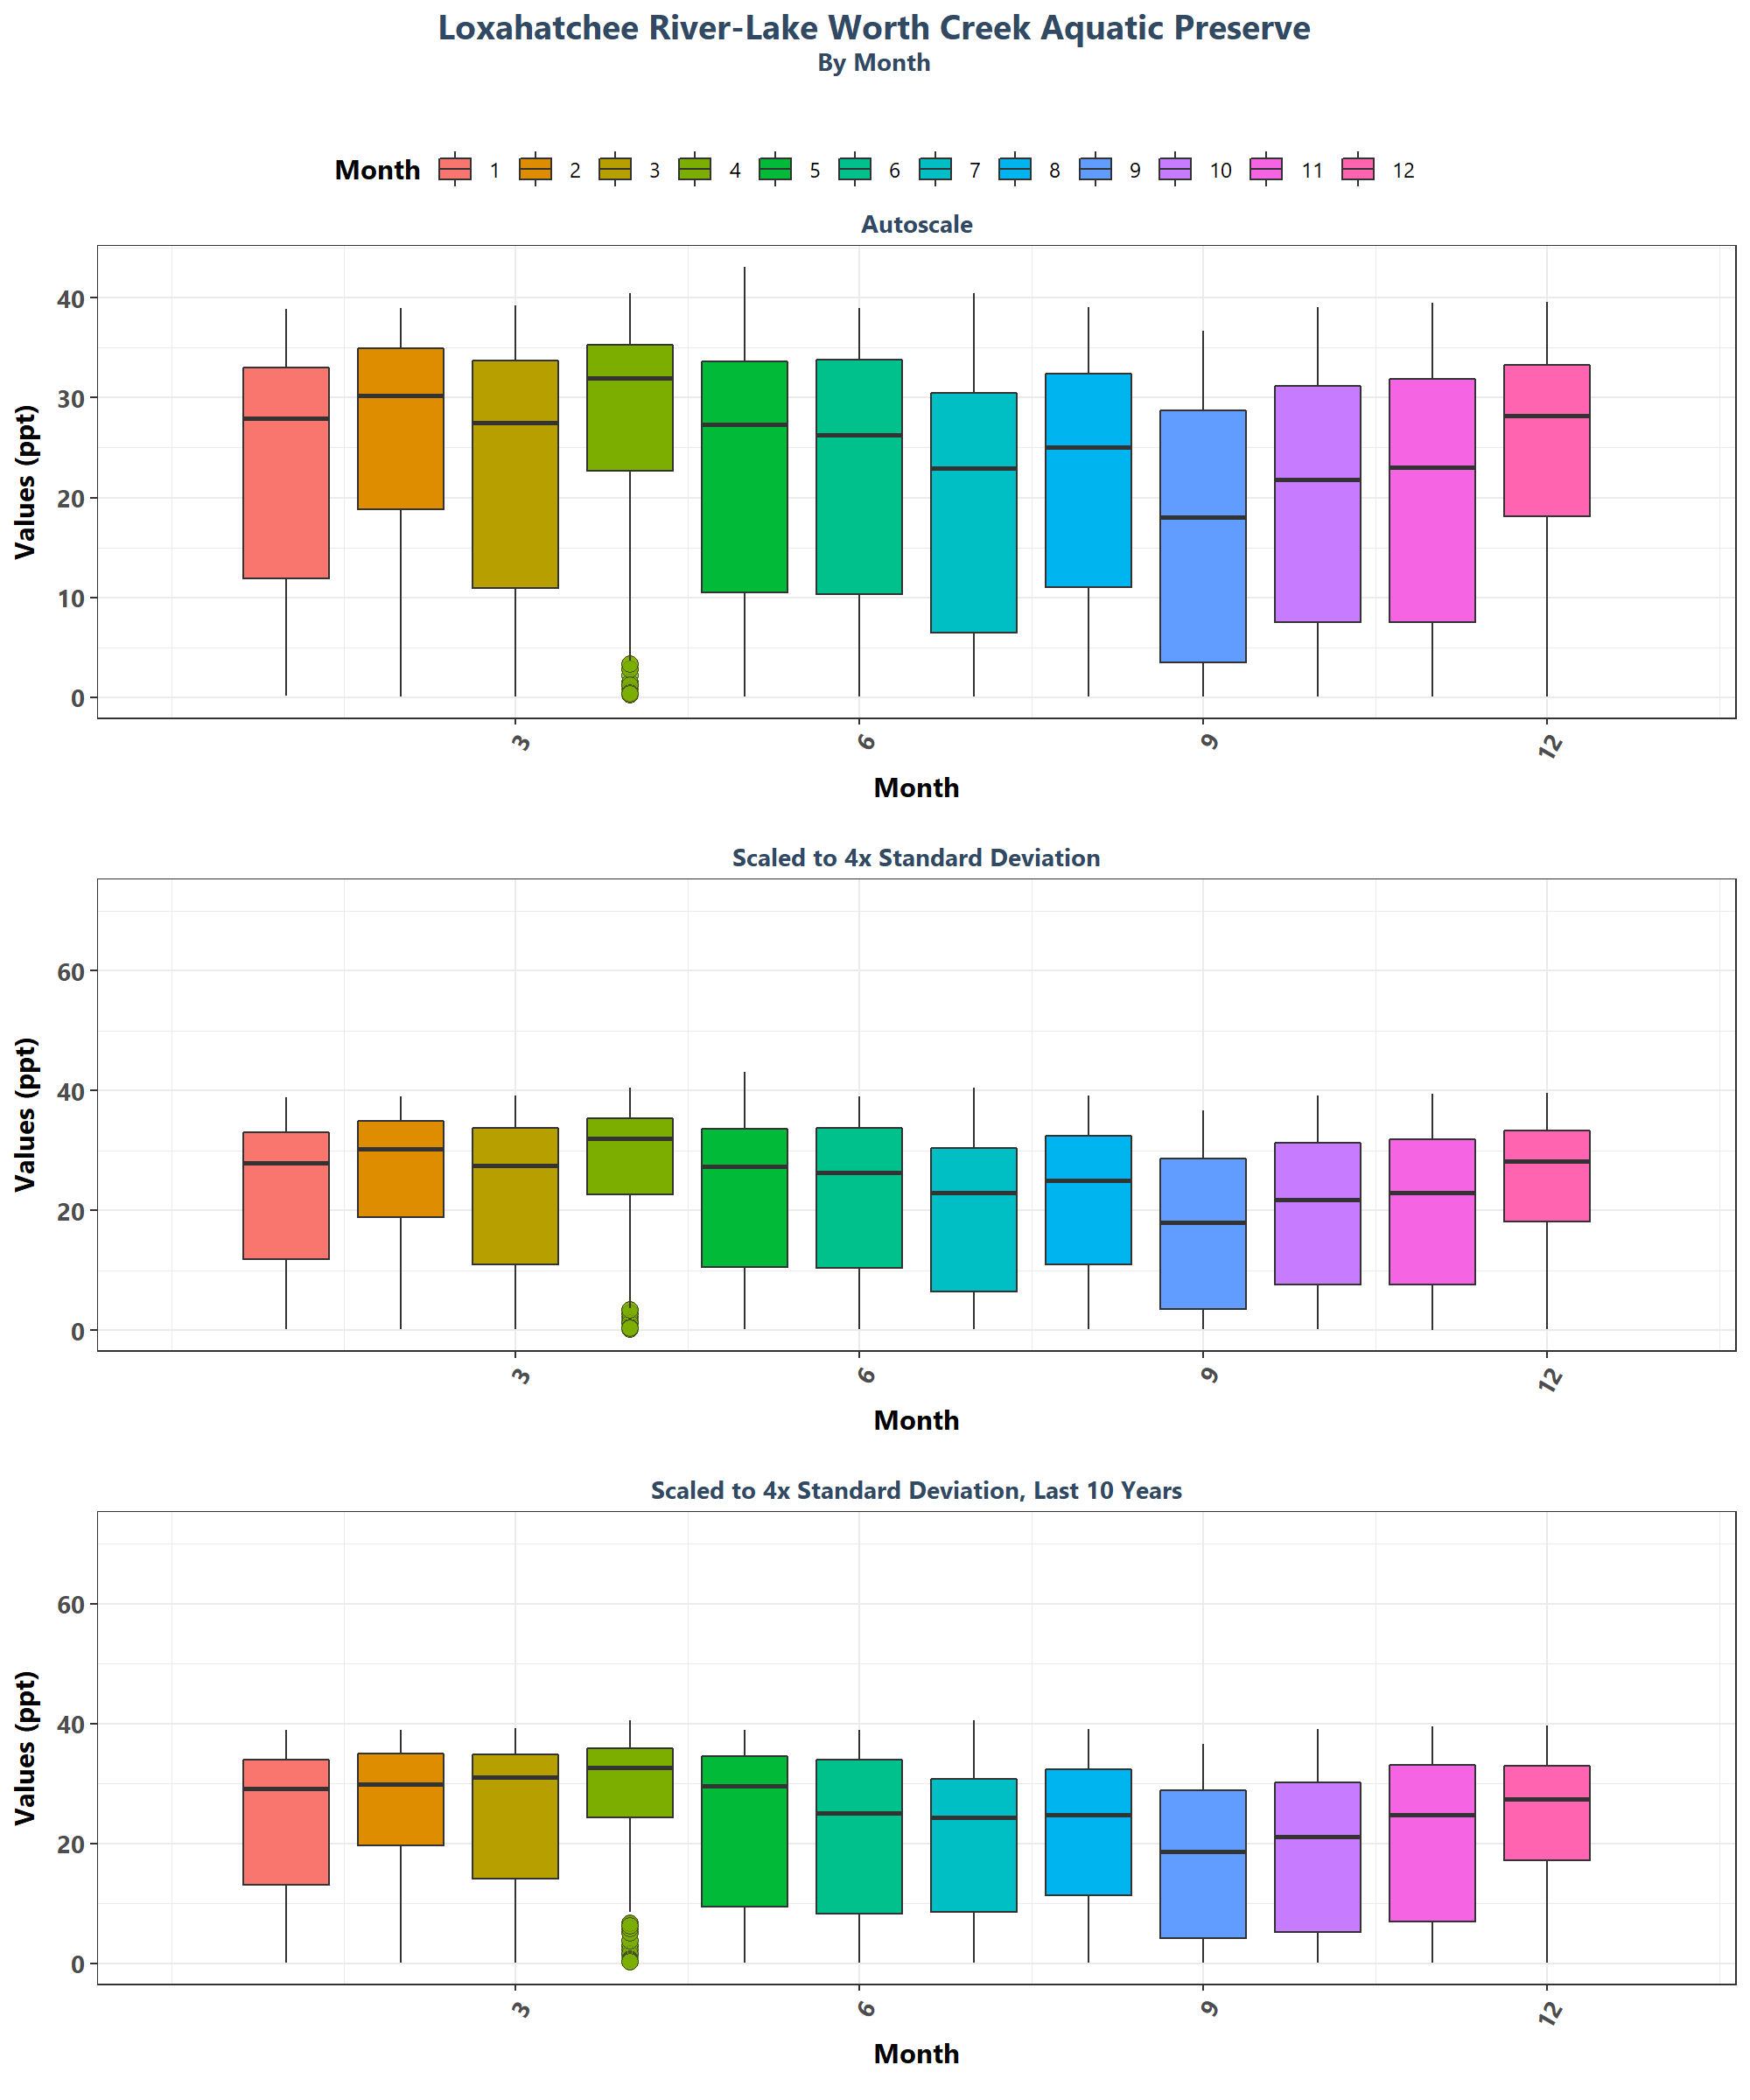 Loxahatchee River-Lake Worth Creek Aquatic Preserve
By Month
Month 1 2 3 4 5 6 7 8 9 10 11 12
Autoscale
Values (ppt)
40
30
20
10
0
3 6 9 12
Month
Scaled to 4x Standard Deviation
Values (ppt)
60
40
20
0
3 6 9 12
Month
Scaled to 4x Standard Deviation, Last 10 Years
Values (ppt)
60
40
20
0
3 6 9 12
Month